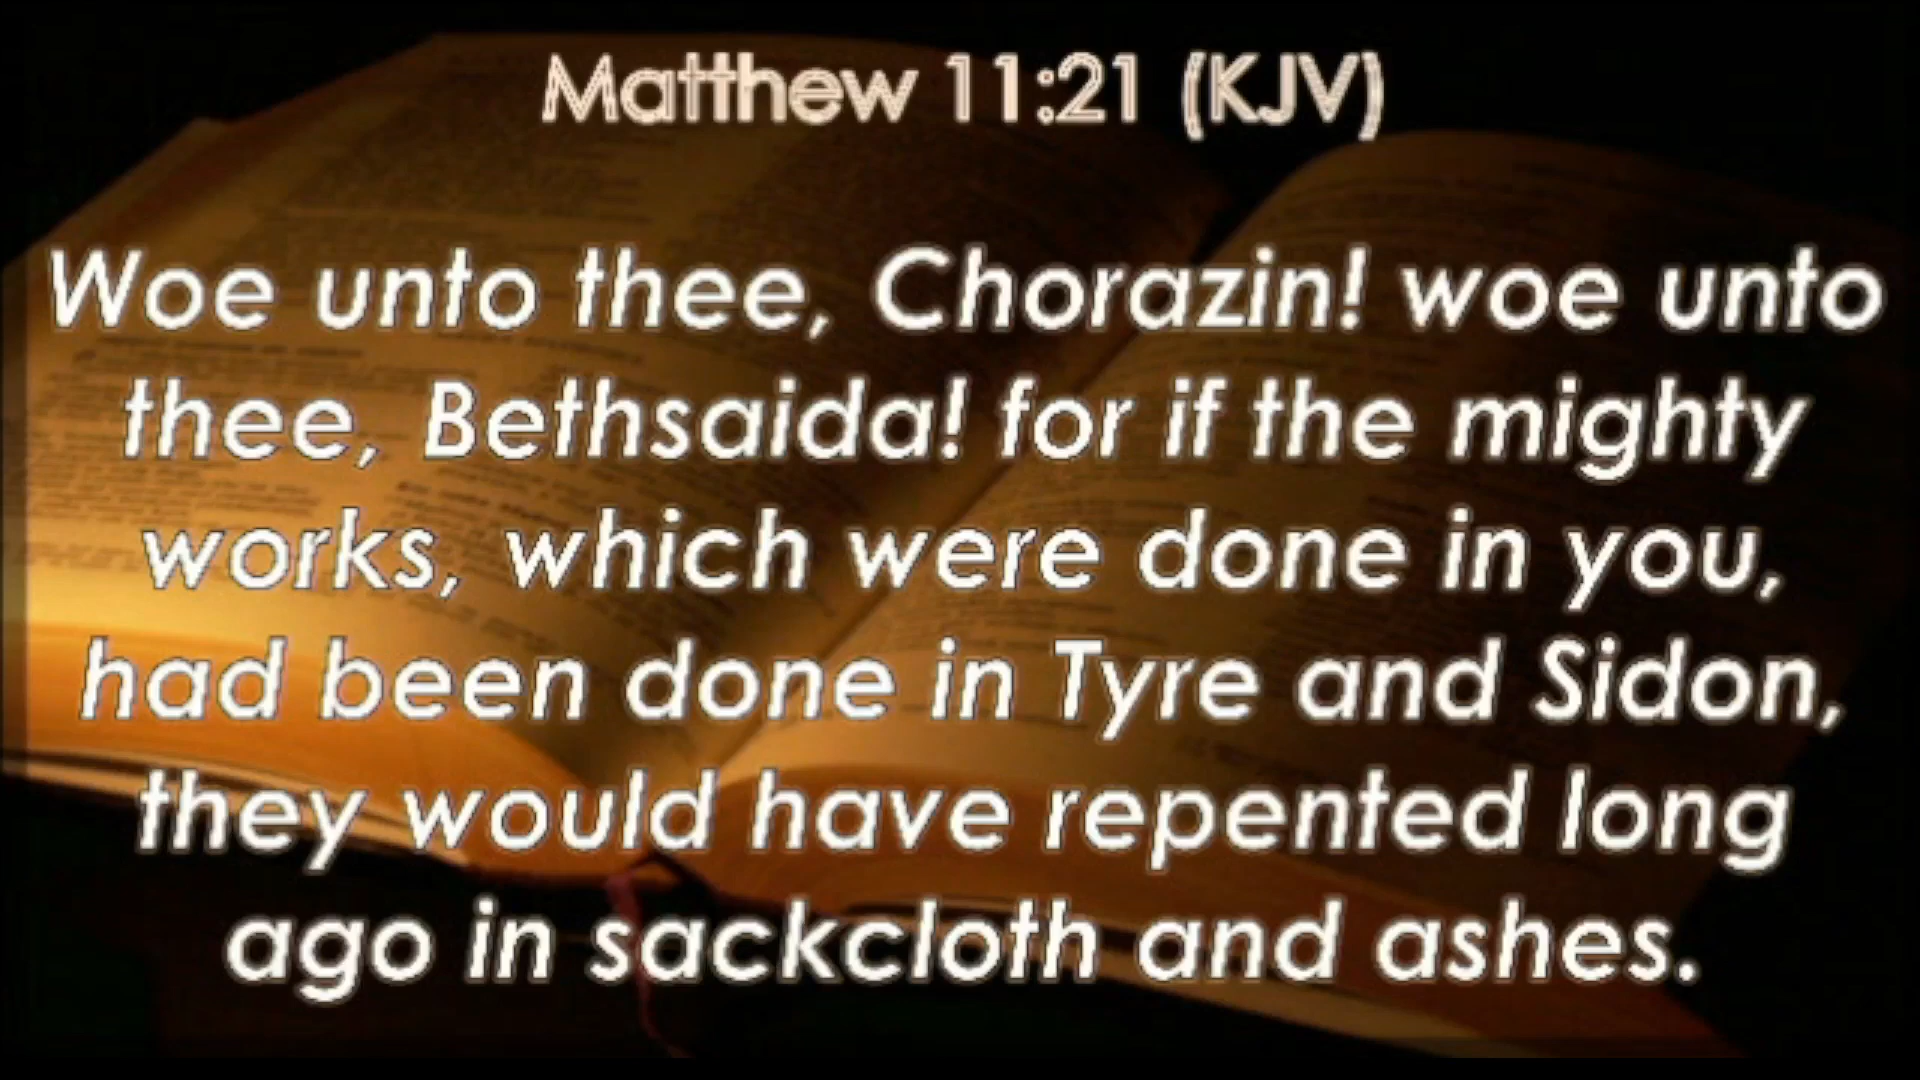 Matthew 11:21 (KJV)
Woe unto thee, Chorazin! woe unto
thee, Bethsaida! for if the mighty
works, which were done in you,
had been done in Tyre and Sidon,
they would have repented long
ago in sackcloth and ashes.